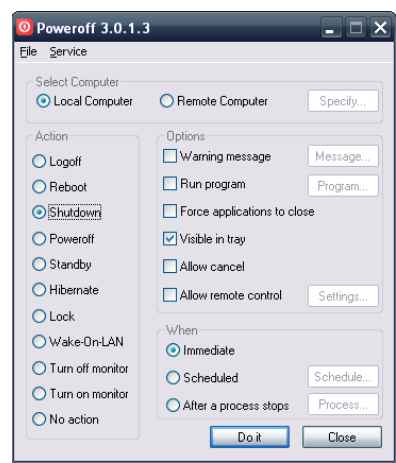 Poweroff 3.0.1.3
File Service
Select Computer
Local Computer Remote Computer Specify...
Action
Logoff
Reboot
Shutdown
Poweroff
Standby
Hibernate
Lock
Wake-On-LAN
Turn off monitor
Turn on monitor
No action
Options
Warning message Message...
Run program Program...
Force applications to close
Visible in tray
Allow cancel
Allow remote control Settings...
When
Immediate
Scheduled Schedule...
After a process stops Process...
Do it Close